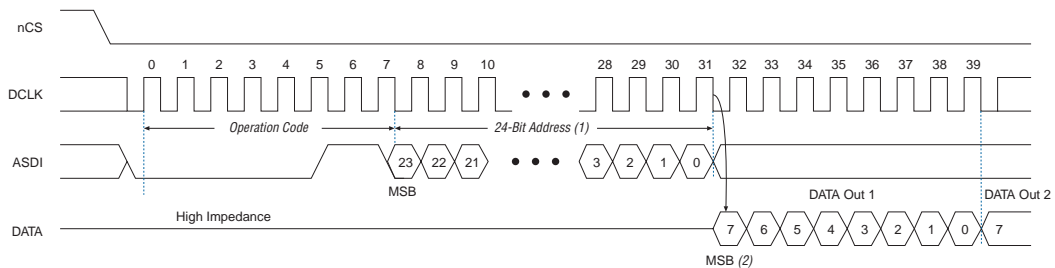 nCS
0 1 2 3 4 5 6 7 8 9 10 28 29 30 31 32 33 34 35 36 37 38 39
DCLK
Operation Code 24-Bit Address (1)
ASDI 23 22 21 3 2 1 0
MSB
DATA Out 1 DATA Out 2
High Impedance
DATA 7 6 5 4 3 2 1 0 7
MSB (2)